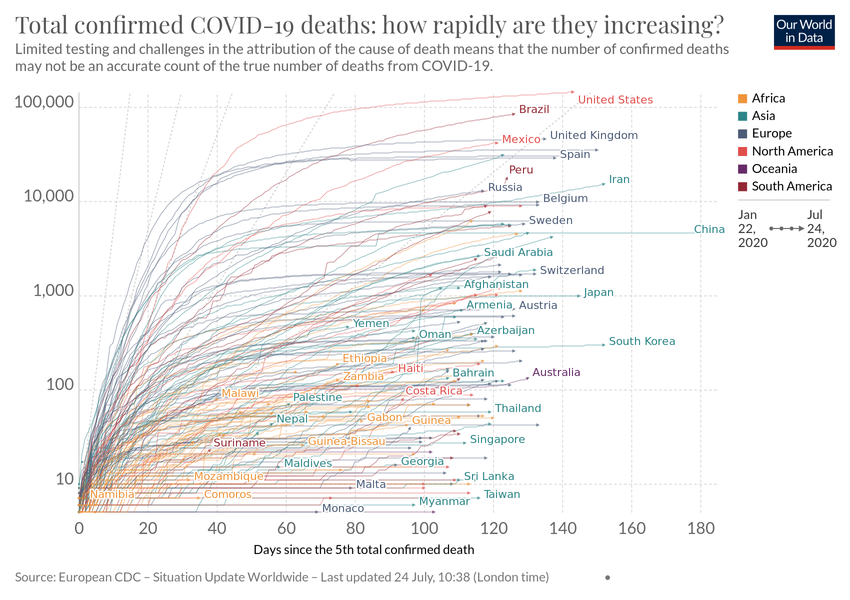 Total confirmed COVID-19 deaths: how rapidly are they increasing?
Our World
in Data
Limited testing and challenges in the attribution of the cause of death means that the number of confirmed deaths
may not be an accurate count of the true number of deaths from COVID-19.
100,000
10,000
1,000
100
10
United States
Brazil
United Kingdom
Mexico
Spain
Peru
Iran
Russia
Belgium
Sweden
China
Saudi Arabia
Switzerland
Afghanistan
Japan
Armenia, Austria
Yemen
Oman
Azerbaijan
South Korea
Ethiopia
Haiti
Bahrain
Australia
Zambia
Malawi
Palestine
Costa Rica
Thailand
Nepal
Gabon
Guinea
Suriname
Guinea-Bissau
Singapore
Maldives
Georgia
Mozambique
Malta
Sri Lanka
Namibia
Comoros
Myanmar
Taiwan
Monaco
0 20 40 60 80 100 120 140 160 180
Days since the 5th total confirmed death
Africa
Asia
Europe
North America
Oceania
South America
Jan
22,
2020
Jul
24,
2020
Source: European CDC – Situation Update Worldwide – Last updated 24 July, 10:38 (London time)